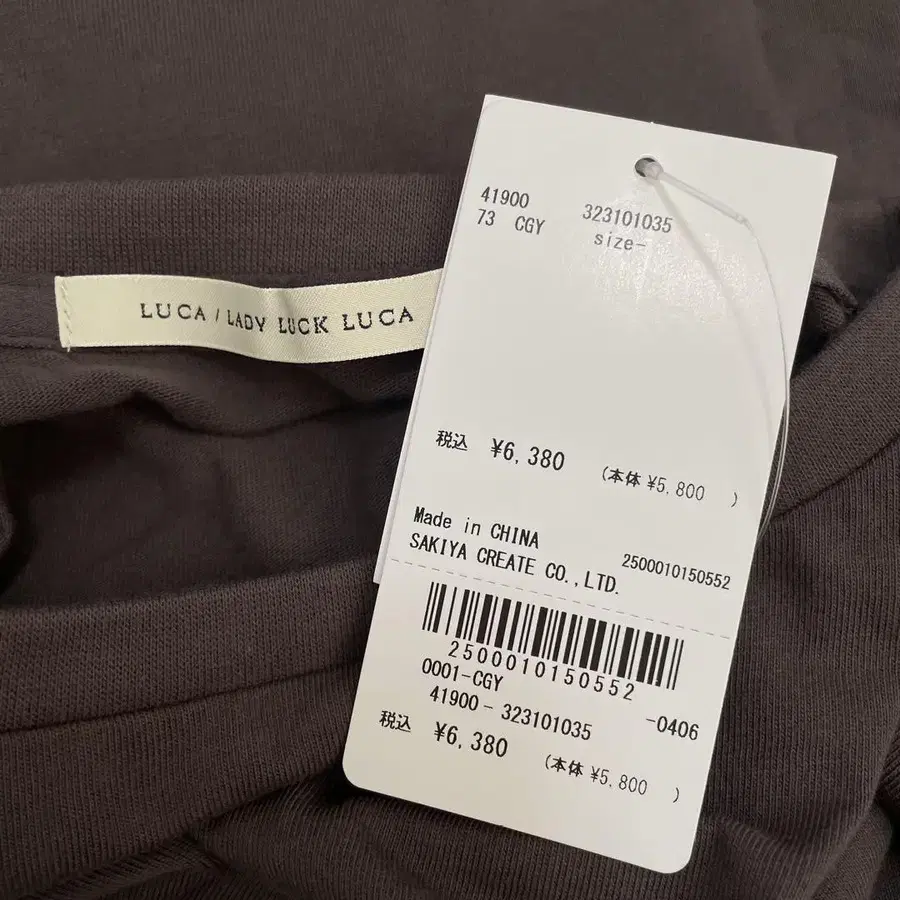 LUCA / LADY LUCK LUCA
41900 323101035
73 CGY size-
税込 ¥6,380 (本体 ¥5,800 )
Made in CHINA
SAKIYA CREATE CO.,LTD. 2500010150552
2500010150552
0001-CGY -0406
41900-323101035
税込 ¥6,380 (本体 ¥5,800 )